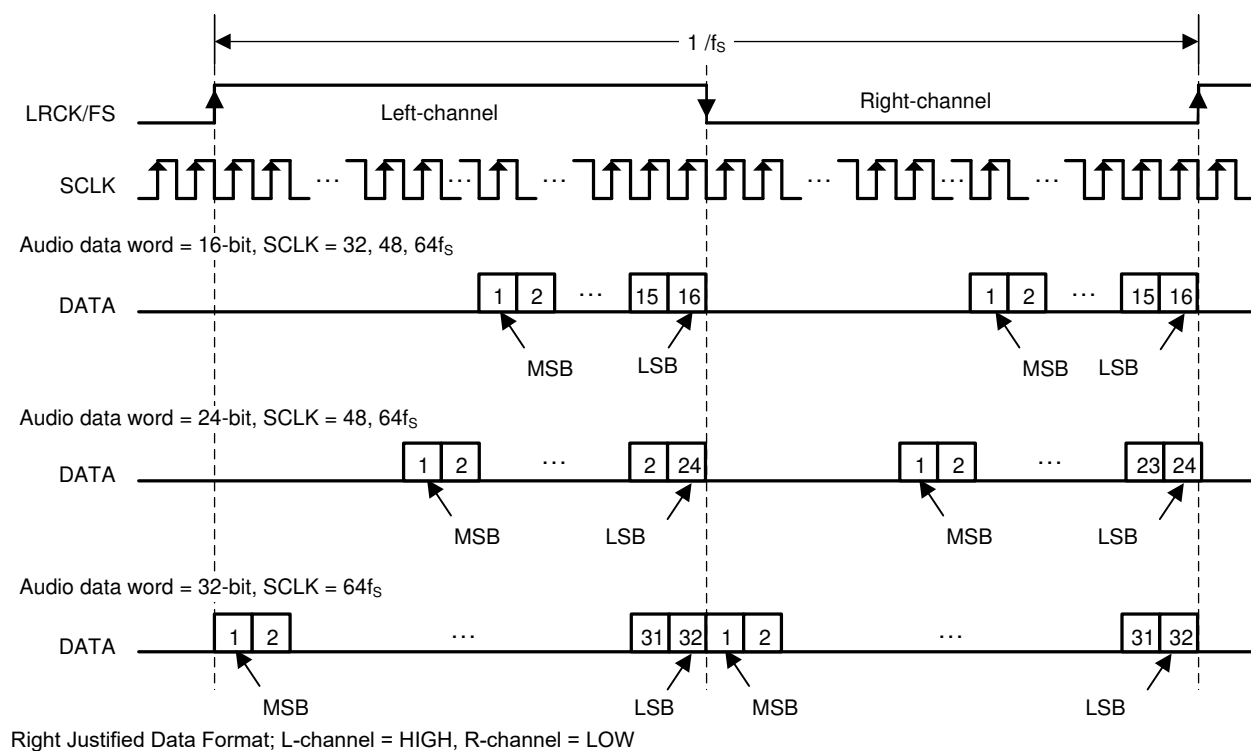 1 /fS
LRCK/FS
Left-channel
Right-channel
SCLK
... ... ... ... ... ...
Audio data word = 16-bit, SCLK = 32, 48, 64fS
DATA
1 2 ... 15 16
1 2 ... 15 16
MSB
LSB
MSB
LSB
Audio data word = 24-bit, SCLK = 48, 64fS
DATA
1 2 ... 2 24
1 2 ... 23 24
MSB
LSB
MSB
LSB
Audio data word = 32-bit, SCLK = 64fS
DATA
1 2 ... 31 32
1 2 ... 31 32
MSB
LSB
MSB
LSB
Right Justified Data Format; L-channel = HIGH, R-channel = LOW